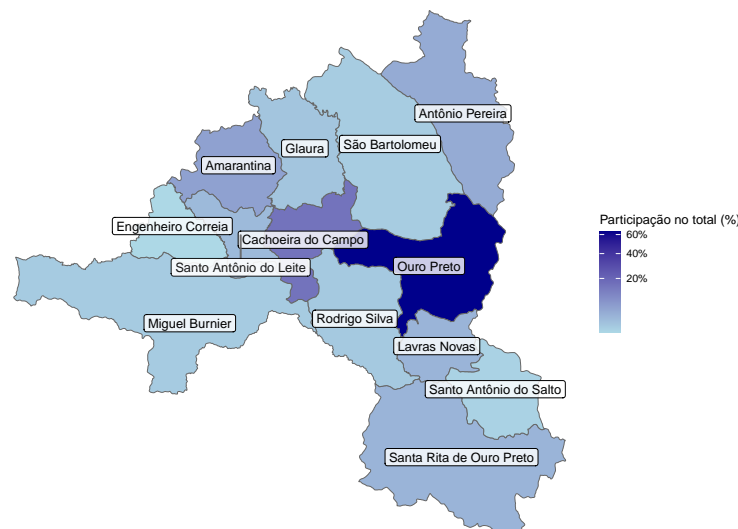 Antônio Pereira
Glaura
São Bartolomeu
Amarantina
Participação no total (%)
Engenheiro Correia
60%
Cachoeira do Campo
40%
Santo Antônio do Leite
Ouro Preto
20%
Miguel Burnier
Rodrigo Silva
Lavras Novas
Santo Antônio do Salto
Santa Rita de Ouro Preto